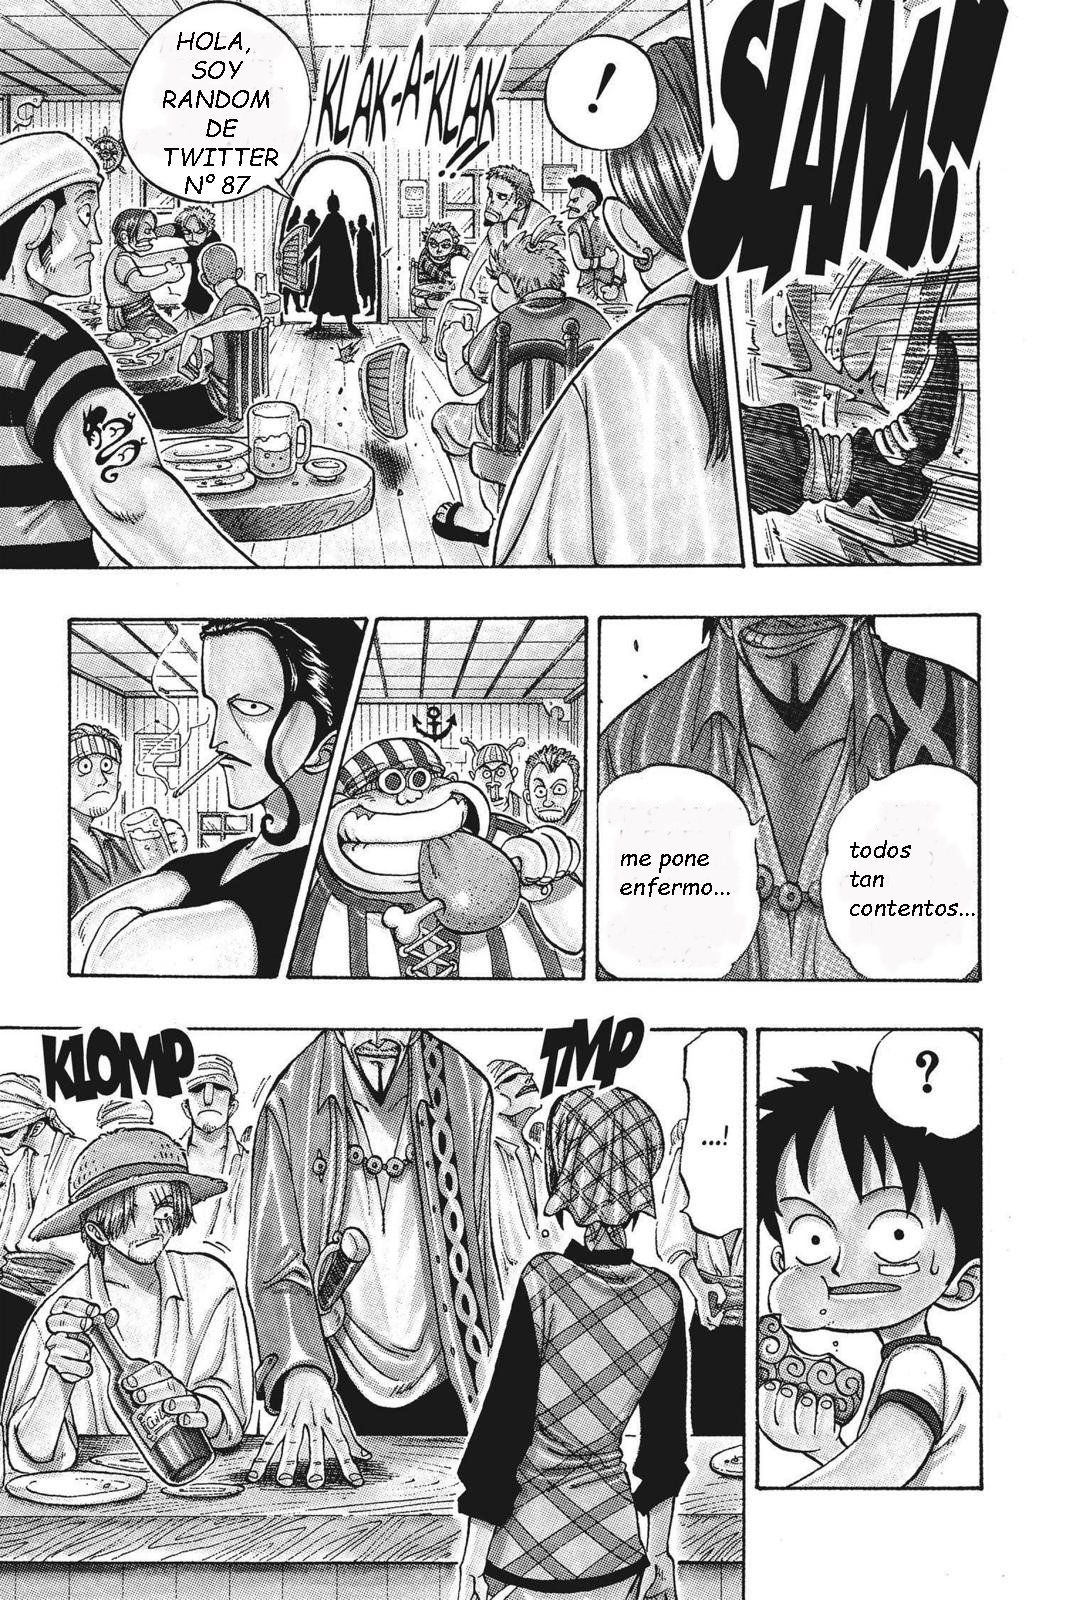 SLAM!!
!
KLAK-A-KLAK!!
HOLA,
SOY
RANDOM
DE
TWITTER
Nº 87
todos
tan
contentos...
me pone
enfermo...
?
...!
TMP
KLOMP